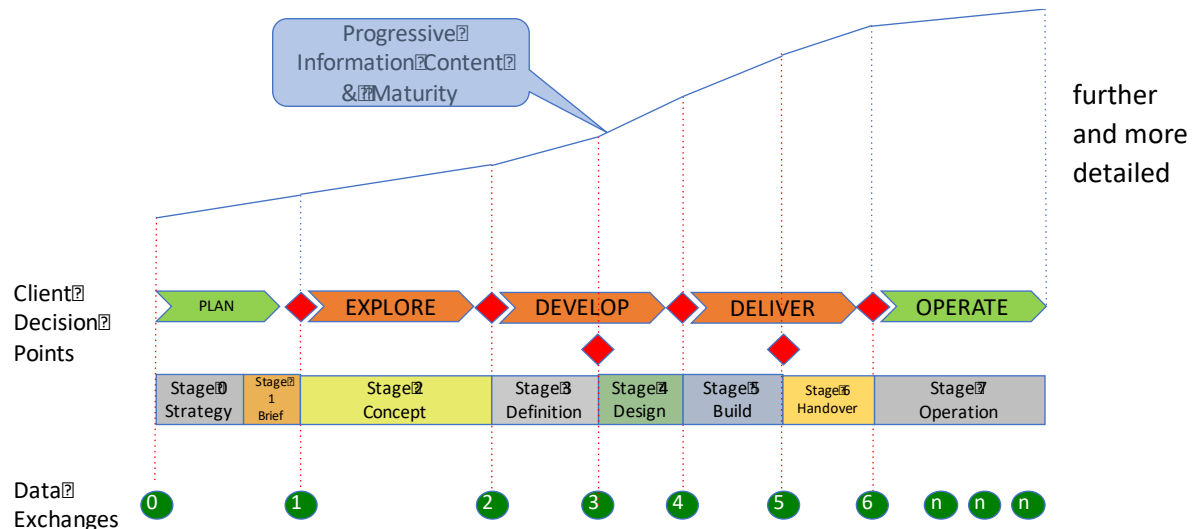 Progressive
Information Content
& Maturity
further
and more
detailed
Client
Decision
Points
PLAN
EXPLORE
DEVELOP
DELIVER
OPERATE
Stage 0
Strategy
Stage
1
Brief
Stage 2
Concept
Stage 3
Definition
Stage 4
Design
Stage 5
Build
Stage 6
Handover
Stage 7
Operation
Data
Exchanges
0 1 2 3 4 5 6 n n n